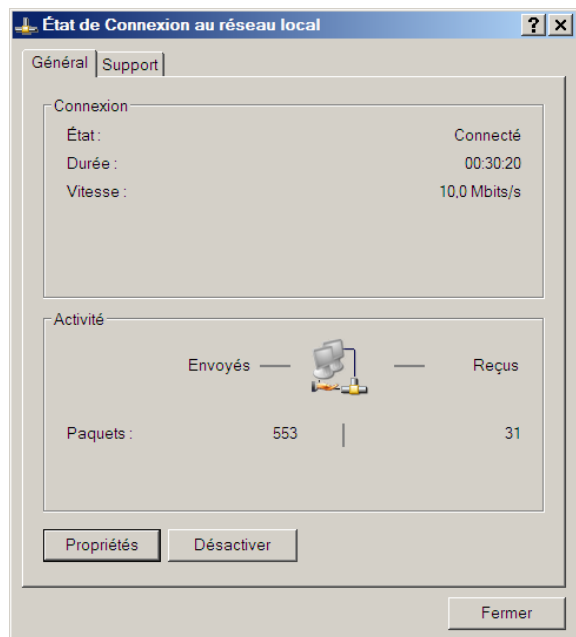 État de Connexion au réseau local
? ×
Général Support
Connexion
État : Connecté
Durée : 00:30:20
Vitesse : 10,0 Mbits/s
Activité
Envoyés Reçus
Paquets : 553 31
Propriétés Désactiver
Fermer